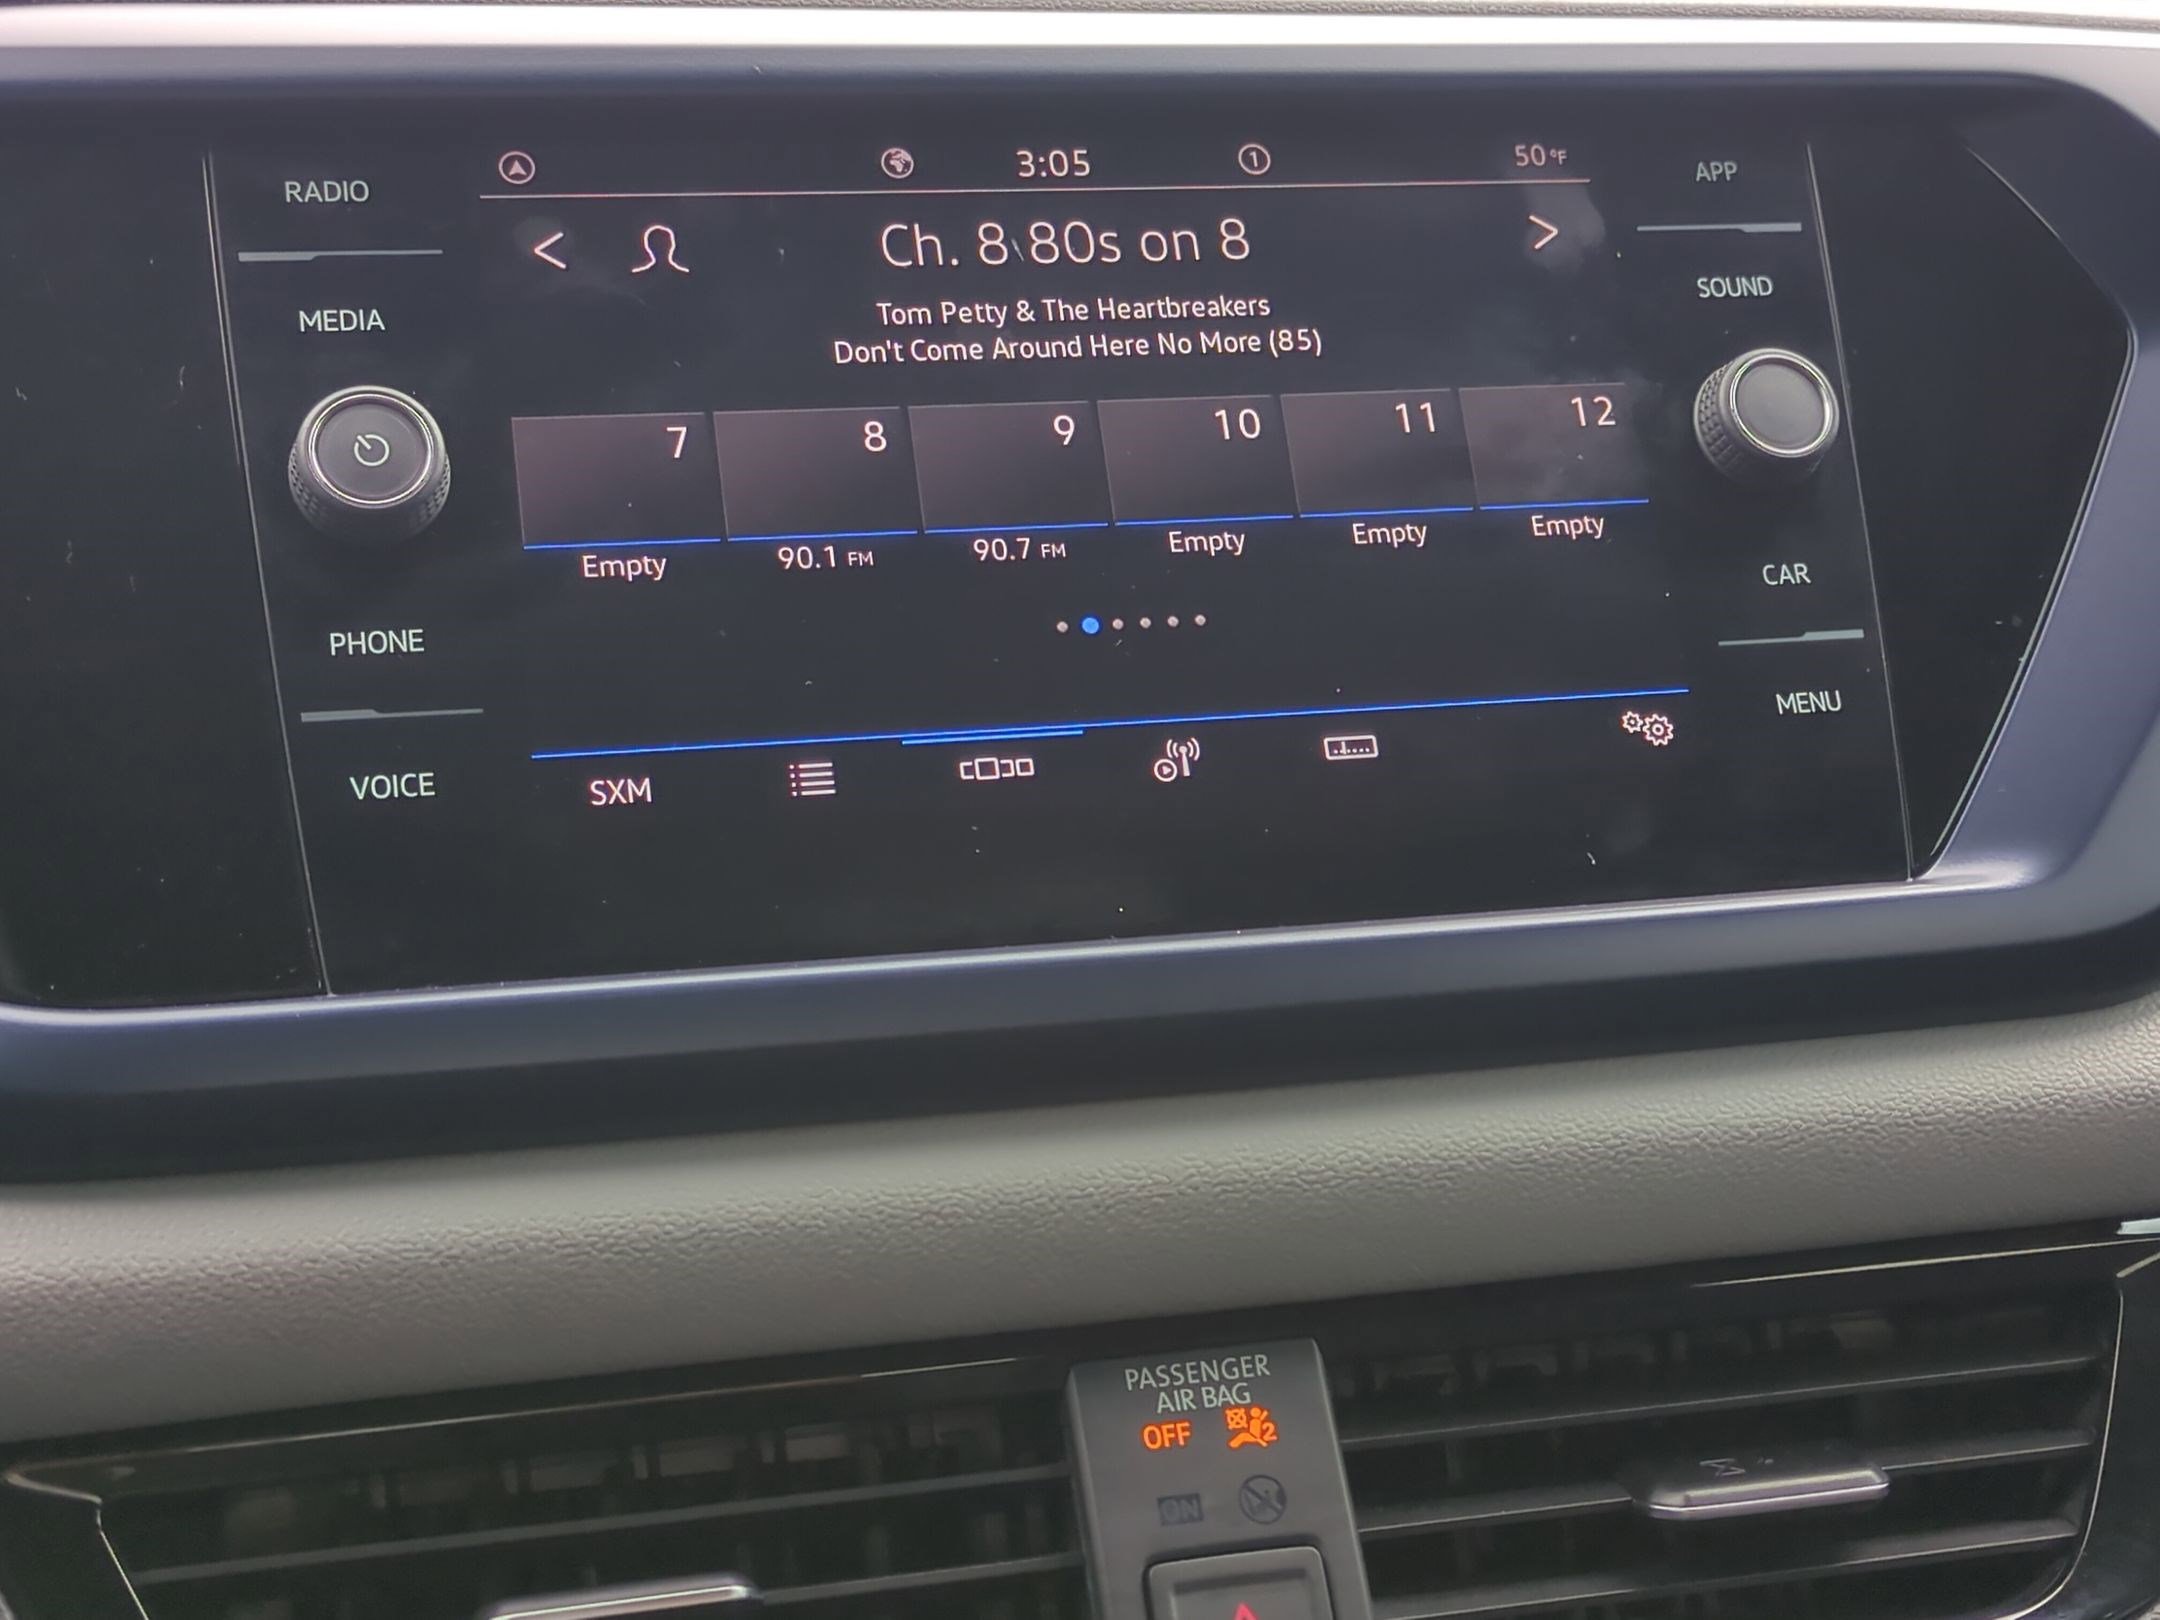 RADIO
MEDIA
PHONE
VOICE
3:05
1
50°F
Ch. 8\80s on 8
Tom Petty & The Heartbreakers
Don't Come Around Here No More (85)
7
8
9
10
11
12
Empty
90.1 FM
90.7 FM
Empty
Empty
Empty
SXM
APP
SOUND
CAR
MENU
PASSENGER
AIR BAG
OFF
2
ON